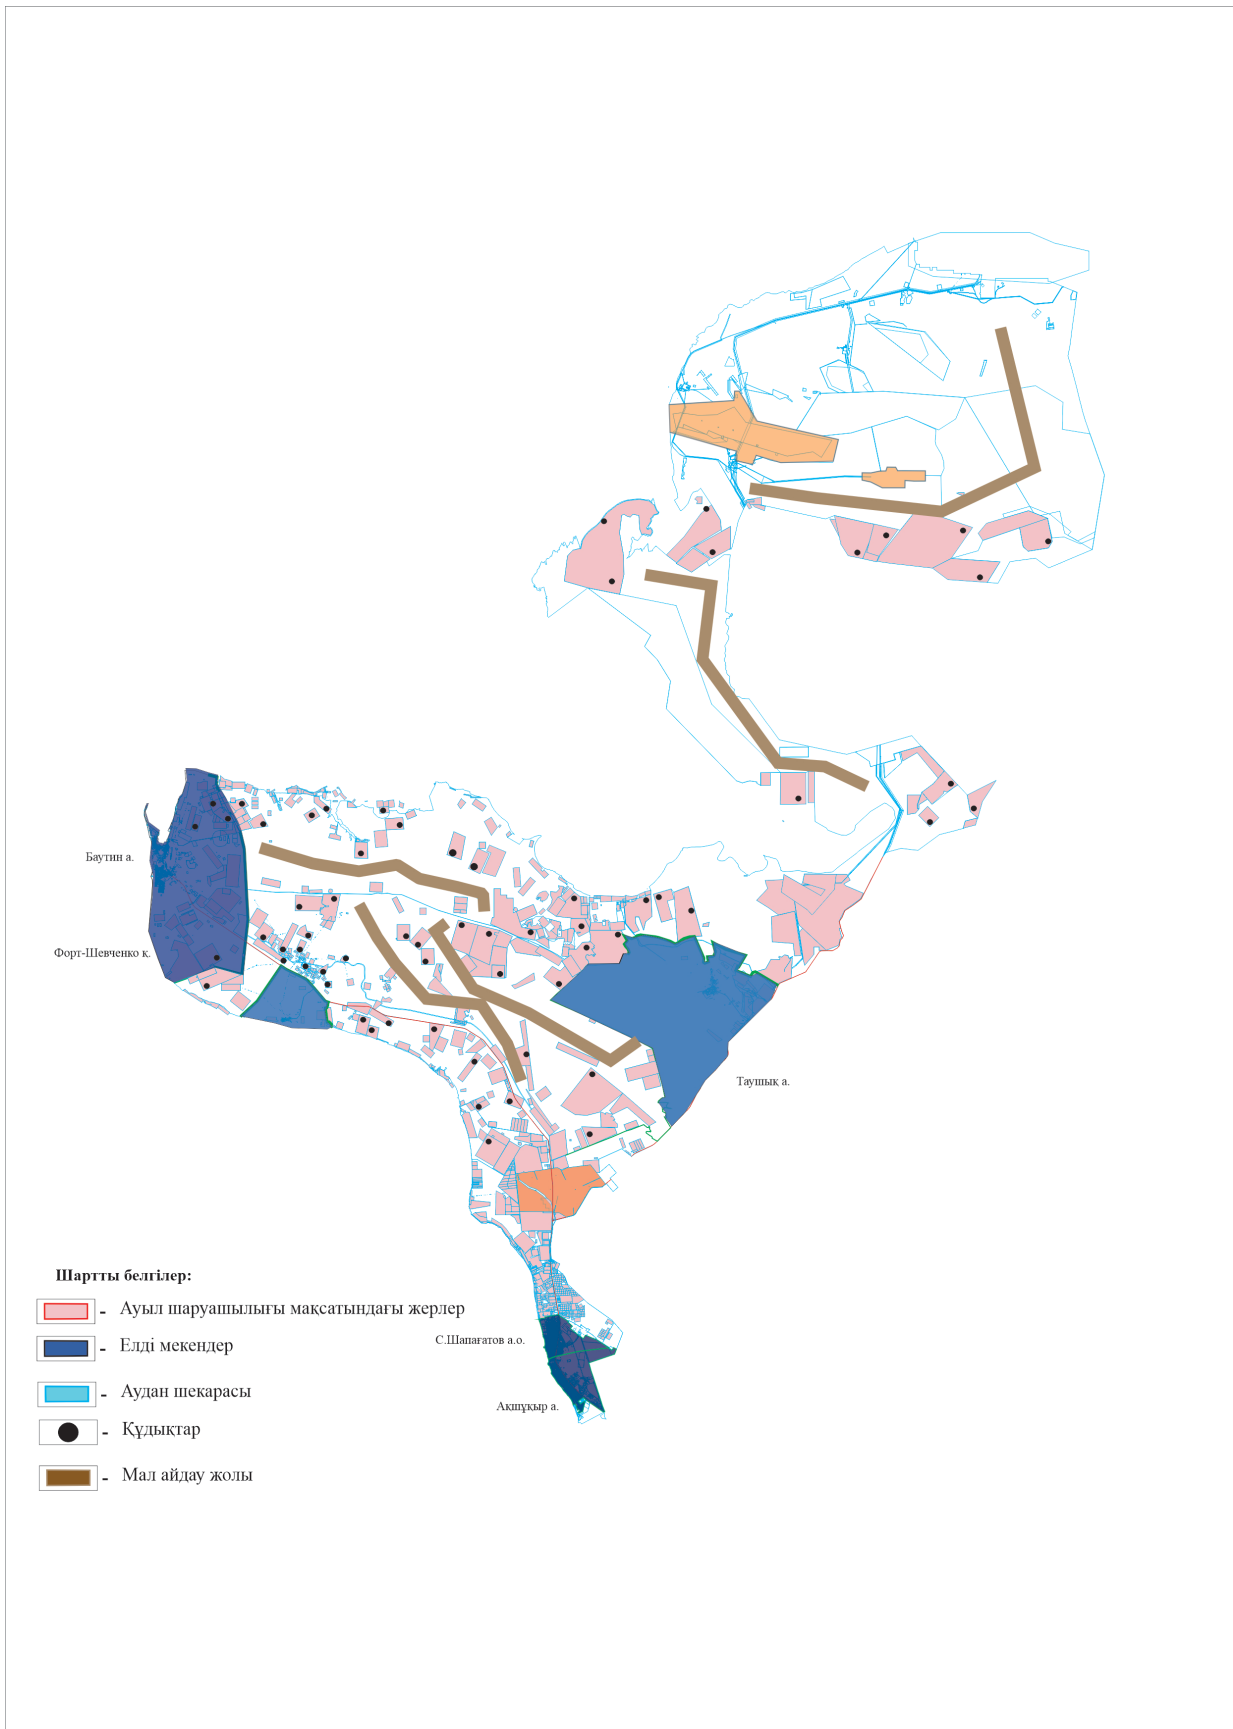 Баутин а.
Форт-Шевченко қ.
Таушық а.
Шартты белгілер:
- Ауыл шаруашылығы мақсатындағы жерлер
- Елді мекендер
- Аудан шекарасы
- Құдықтар
- Мал айдау жолы
С.Шапағатов а.о.
Ақшұқыр а.